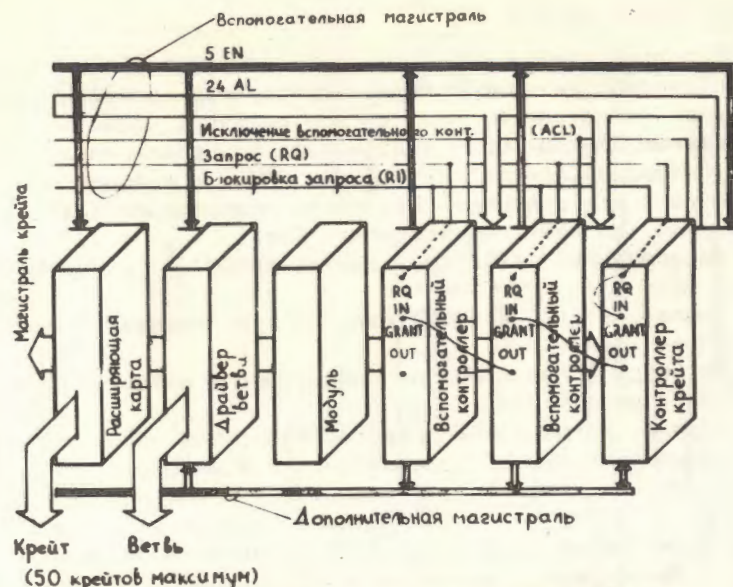 Вспомогательная магистраль
5 EN
24 AL
Исключение вспомогательного конт. (ACL)
Запрос (RQ)
Блокировка запроса (RI)
Магистраль крейта
Расширяющая карта
Драйвер ветви
Модуль
RQ
IN
GRANT
OUT
Вспомогательный контроллер
RQ
IN
GRANT
OUT
Вспомогательный контроллер
RQ
IN
GRANT
OUT
Контроллер крейта
Дополнительная магистраль
Крейт Ветвь
(50 крейтов максимум)